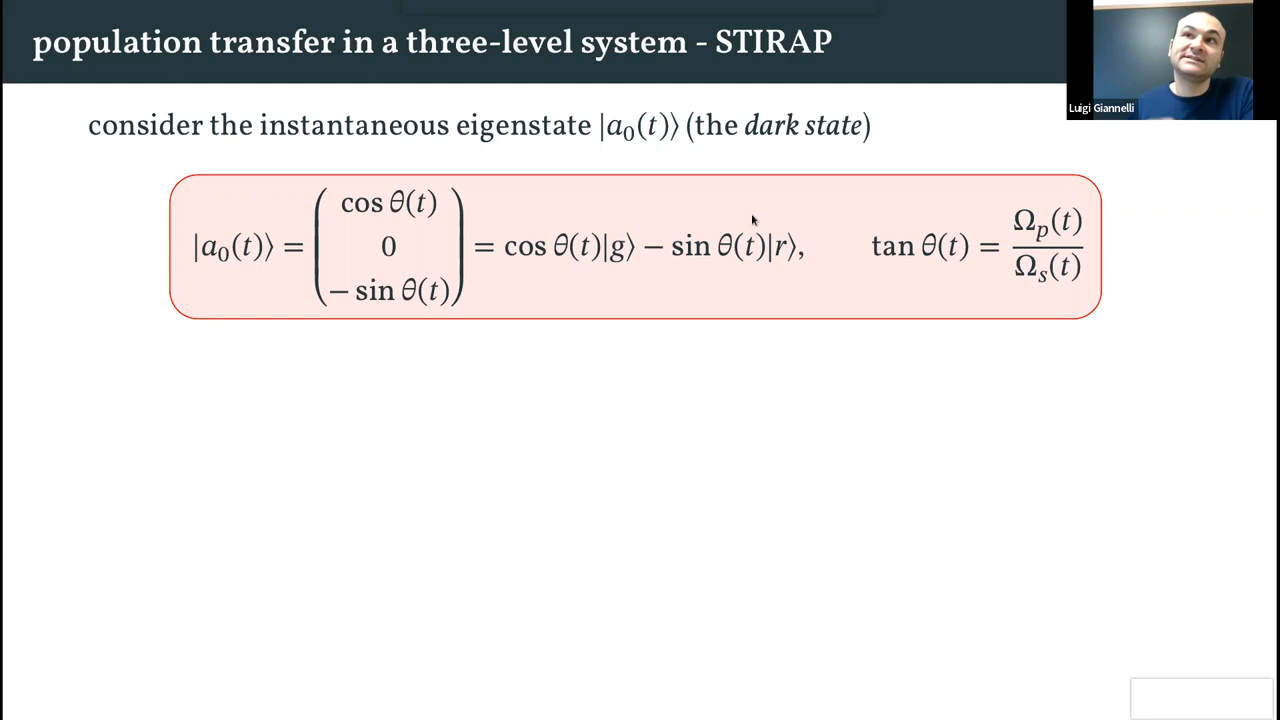 population transfer in a three-level system - STIRAP
Luigi Giannelli
consider the instantaneous eigenstate |a₀(t)⟩ (the dark state)
|a₀(t)⟩ = ( cos θ(t) 0 − sin θ(t) ) = cos θ(t)|g⟩ − sin θ(t)|r⟩, tan θ(t) = Ωₚ(t) / Ωₛ(t)